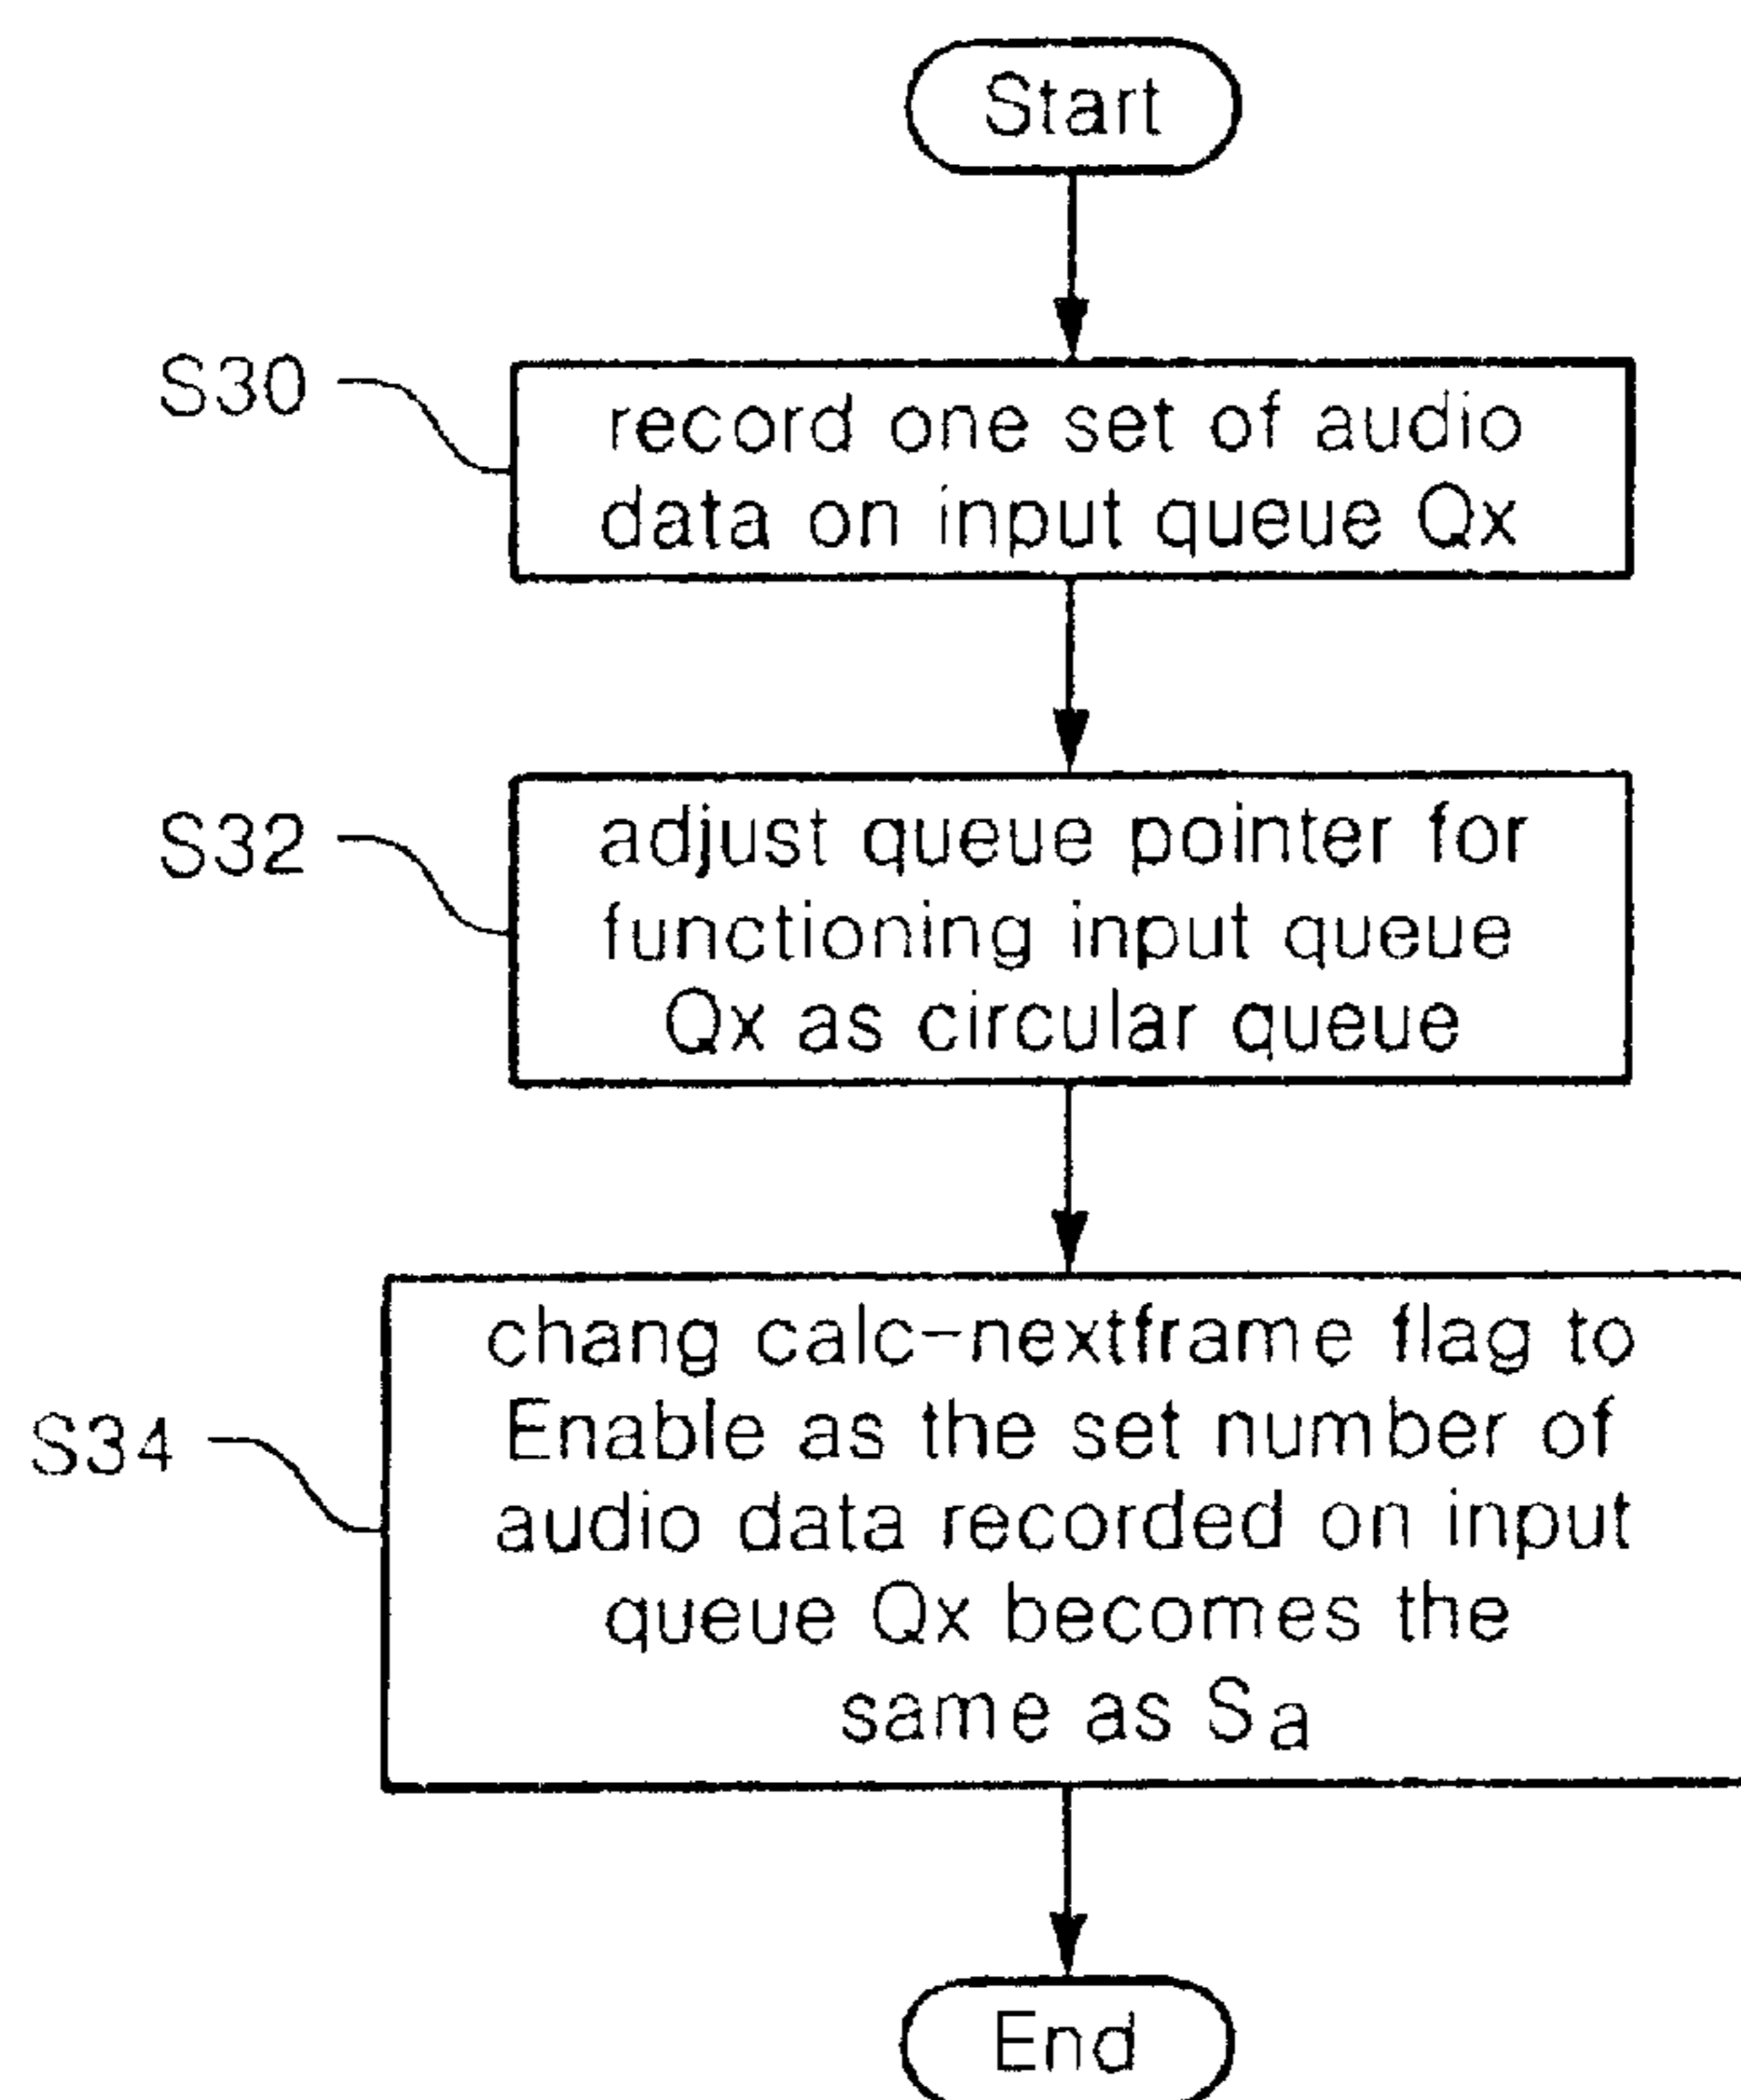 Start
S30
record one set of audio
data on input queue Qx
S32
adjust queue pointer for
functioning input queue
Qx as circular queue
S34
chang calc-nextframe flag to
Enable as the set number of
audio data recorded on input
queue Qx becomes the
same as Sa
End